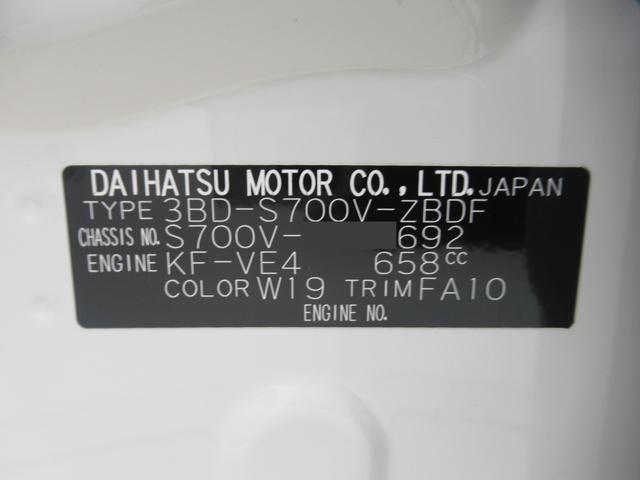 DAIHATSU MOTOR CO., LTD. JAPAN
TYPE 3BD-S700V-ZBDF
CHASSIS NO. S700V- 692
ENGINE KF-VE4 658cc
COLOR W19 TRIM FA10
ENGINE NO.